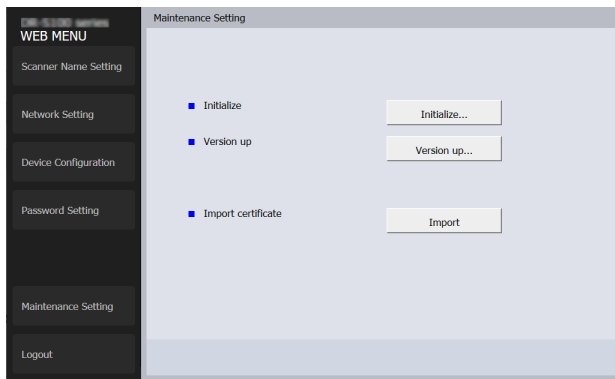 WEB MENU
Maintenance Setting
Scanner Name Setting
Network Setting
Device Configuration
Password Setting
Maintenance Setting
Logout
Initialize
Initialize...
Version up
Version up...
Import certificate
Import